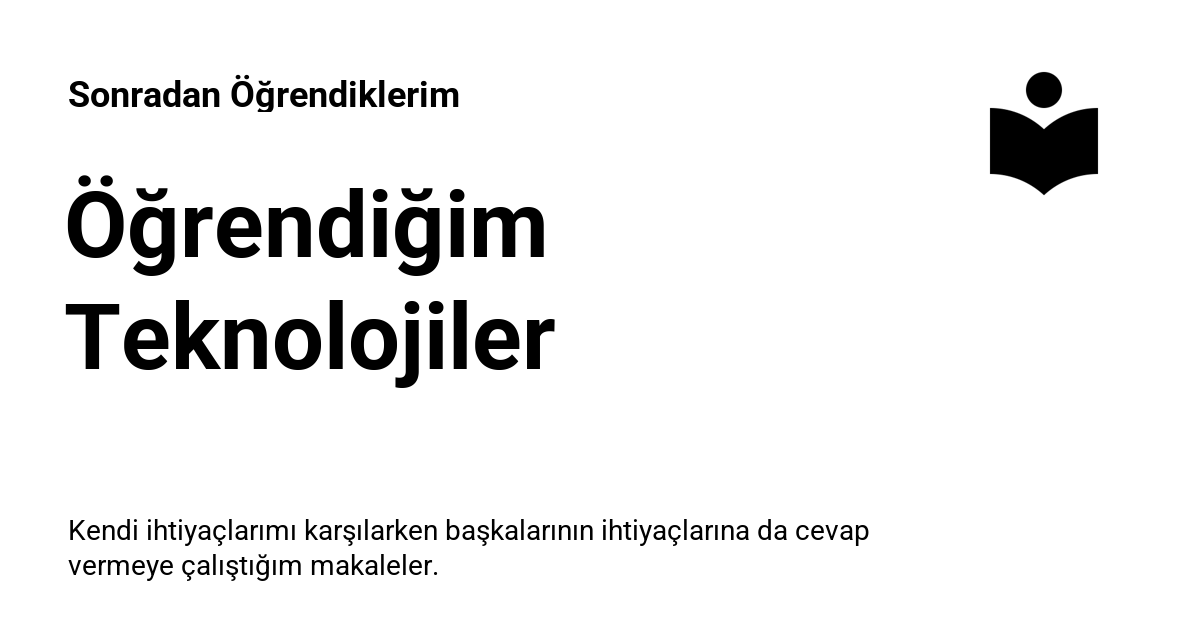 Sonradan Öğrendiklerim
Öğrendiğim
Teknolojiler
Kendi ihtiyaçlarımı karşılarken başkalarının ihtiyaçlarına da cevap
vermeye çalıştığım makaleler.